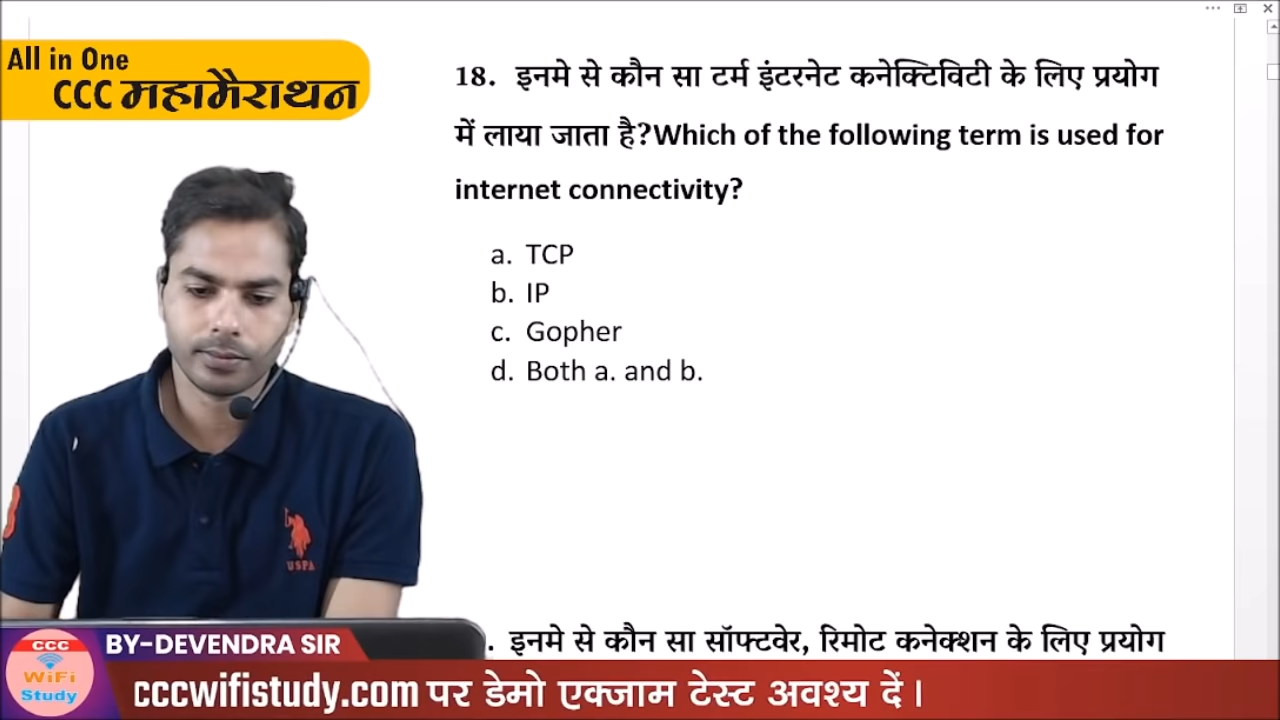 All in One
CCC महामैराथन
18. इनमे से कौन सा टर्म इंटरनेट कनेक्टिविटी के लिए प्रयोग
में लाया जाता है?Which of the following term is used for
internet connectivity?
a. TCP
b. IP
c. Gopher
d. Both a. and b.
USPA
. इनमे से कौन सा सॉफ्टवेर, रिमोट कनेक्शन के लिए प्रयोग
CCC
WiFi
Study
BY-DEVENDRA SIR
cccwifistudy.com पर डेमो एक्जाम टेस्ट अवश्य दें।